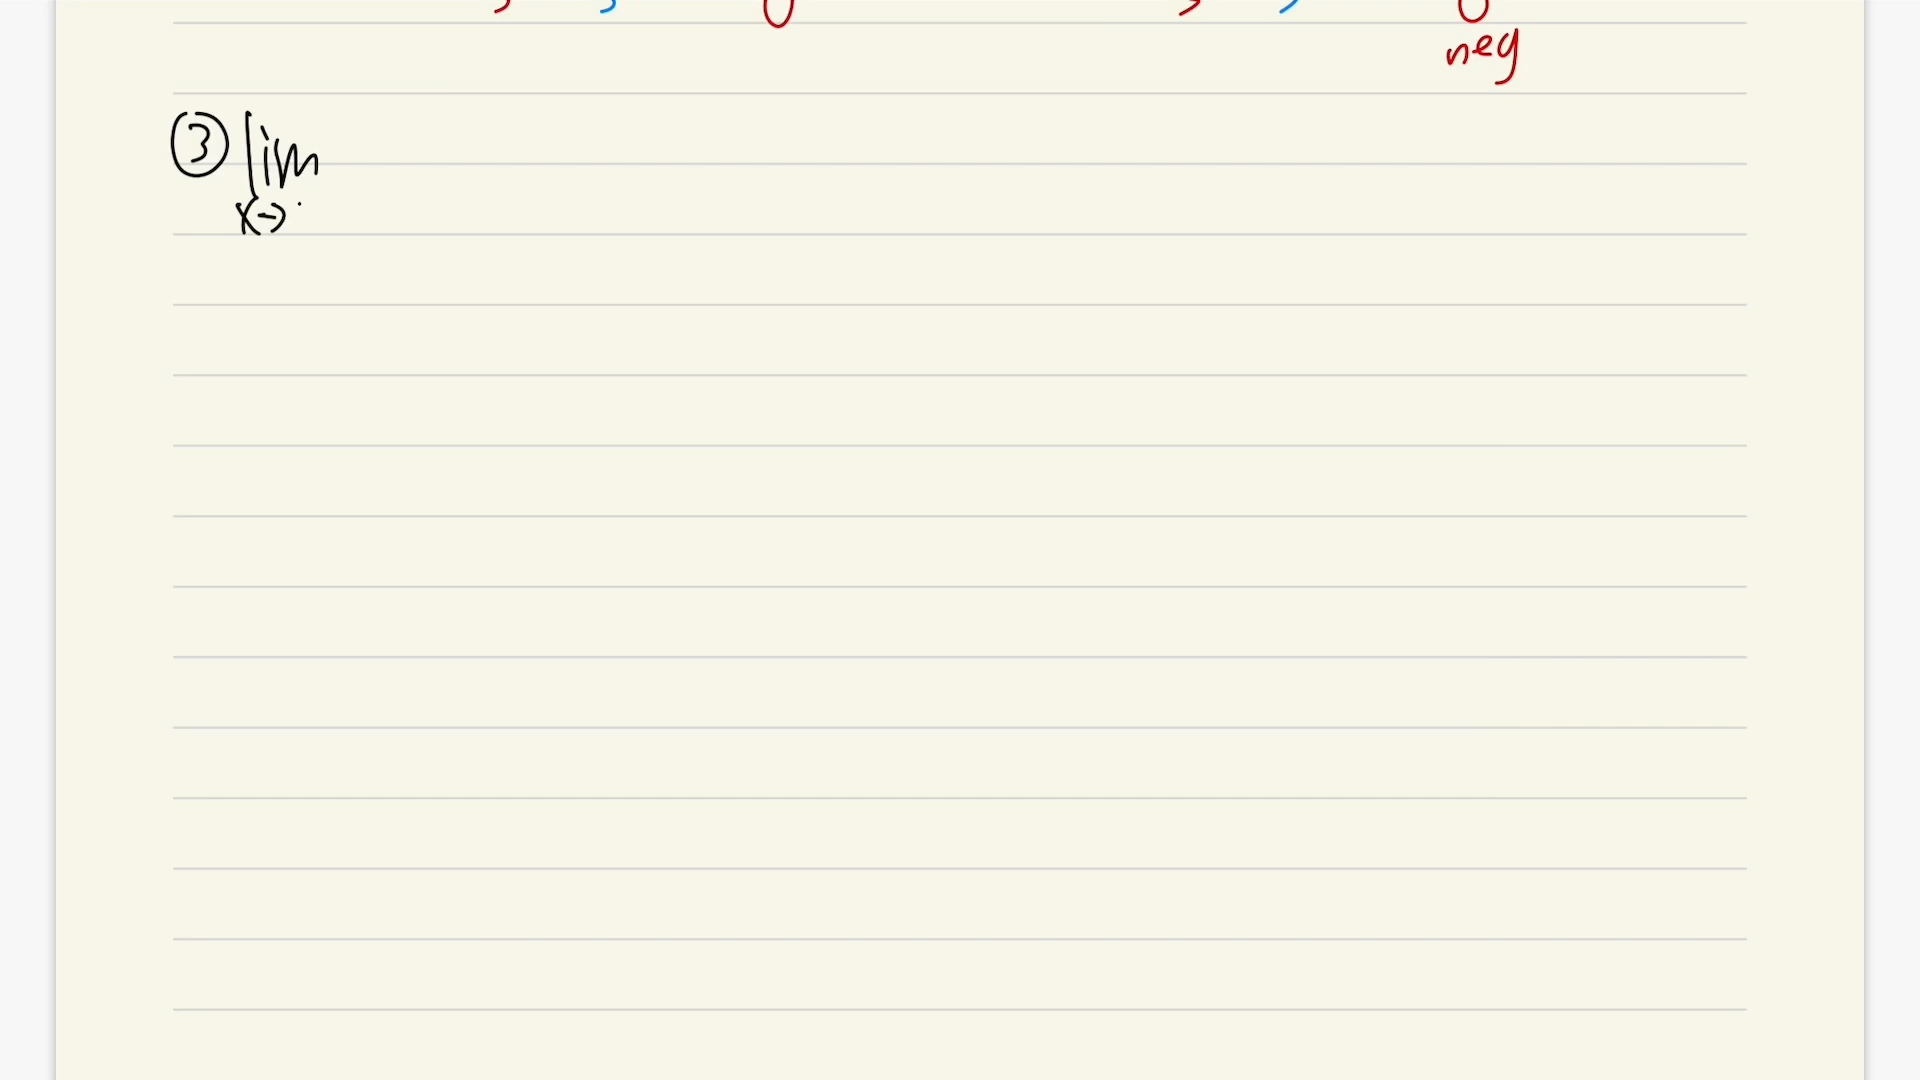 neg
③ lim
x→